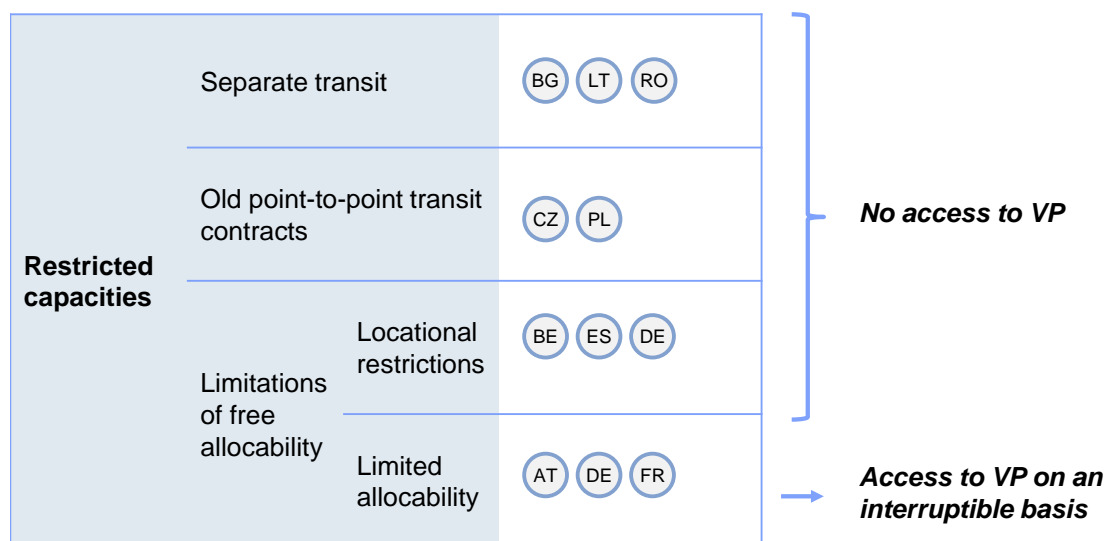 Separate transit
BG LT RO
Old point-to-point transit
contracts
CZ PL
No access to VP
Restricted
capacities
Locational
restrictions
BE ES DE
Limitations
of free
allocability
Limited
allocability
AT DE FR
Access to VP on an
interruptible basis